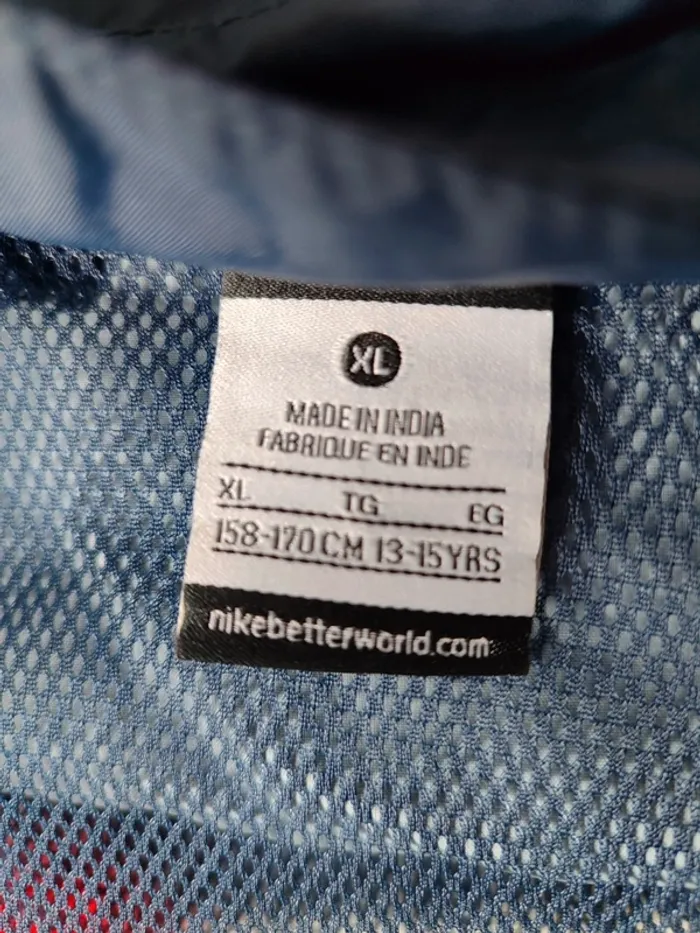 XL
MADE IN INDIA
FABRIQUE EN INDE
XL TG EG
158-170 CM 13-15 YRS
nikebetterworld.com